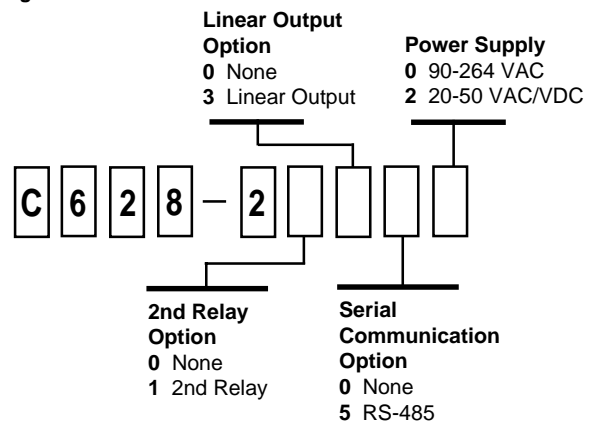 Linear Output
Option
0 None
3 Linear Output
Power Supply
0 90-264 VAC
2 20-50 VAC/VDC
C 6 2 8 – 2
2nd Relay
Option
0 None
1 2nd Relay
Serial
Communication
Option
0 None
5 RS-485